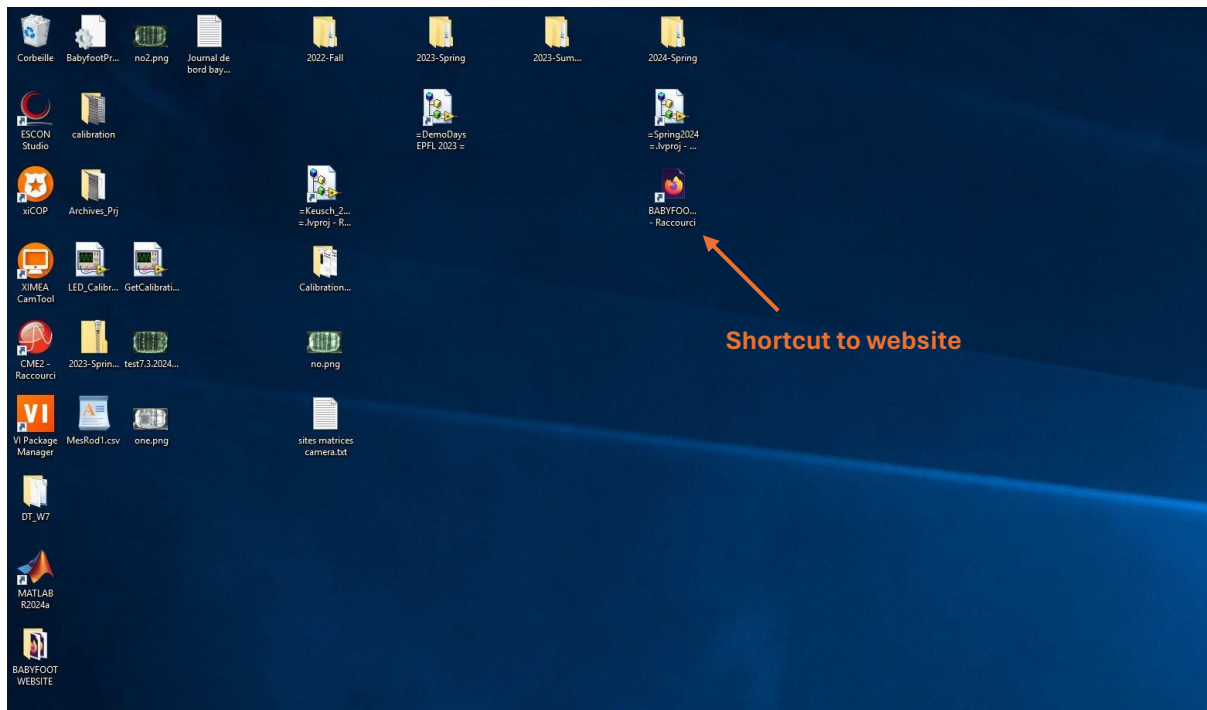 Corbeille
BabyfootPr...
no2.png
Journal de
bord bay...
2022-Fall
2023-Spring
2023-Sum...
2024-Spring
ESCON
Studio
calibration
=DemoDays
EPFL 2023 =
=Spring2024
=.lvproj - ...
xiCOP
Archives_Prj
=Keusch_2...
=.lvproj - R...
BABYFOO...
- Raccourci
XIMEA
CamTool
LED_Calibr...
GetCalibrati...
Calibration...
Shortcut to website
CME2 -
Raccourci
2023-Sprin...
test7.3.2024...
no.png
VI
VI Package
Manager
MesRod1.csv
one.png
sites matrices
camera.txt
DT_W7
MATLAB
R2024a
BABYFOOT
WEBSITE